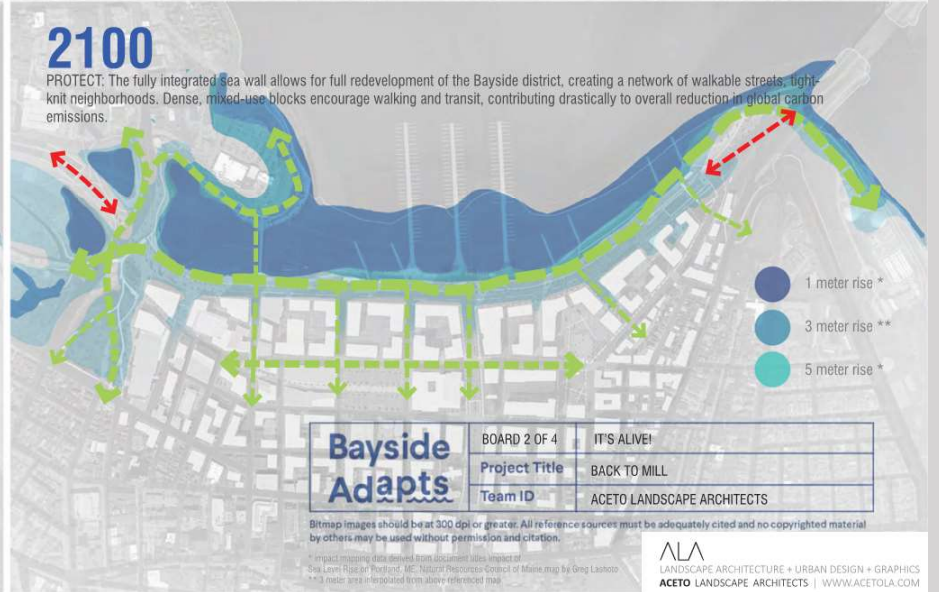 2100
PROTECT: The fully integrated sea wall allows for full redevelopment of the Bayside district, creating a network of walkable streets, tight-
knit neighborhoods. Dense, mixed-use blocks encourage walking and transit, contributing drastically to overall reduction in global carbon
emissions.
1 meter rise *
3 meter rise **
5 meter rise *
Bayside
Adapts
BOARD 2 OF 4
IT'S ALIVE!
Project Title
BACK TO MILL
Team ID
ACETO LANDSCAPE ARCHITECTS
Bitmap images should be at 300 dpi or greater. All reference sources must be adequately cited and no copyrighted material
by others may be used without permission and citation.
* impact mapping data derived from document titles Impact of
Sea Level Rise on Portland, ME. Natural Resources Council of Maine map by Greg
** 3 meter area interpolated from above referenced map
ALA
LANDSCAPE ARCHITECTURE + URBAN DESIGN + GRAPHICS
ACETO LANDSCAPE ARCHITECTS | WWW.ACETOLA.COM